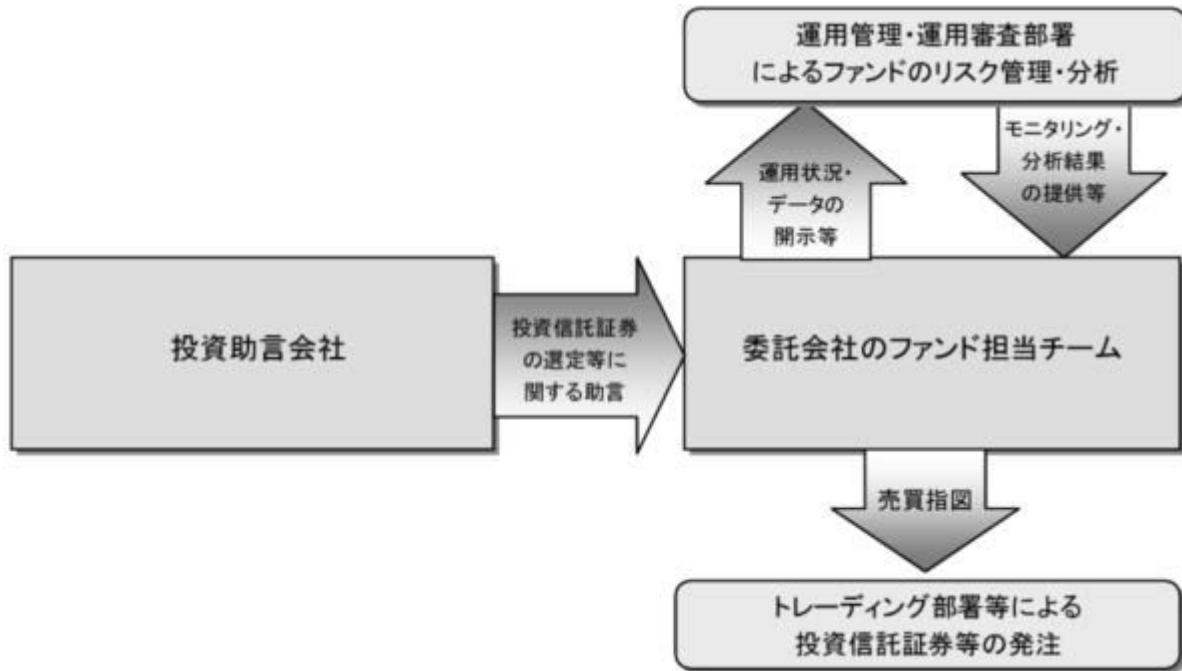 運用管理・運用審査部署
によるファンドのリスク管理・分析
運用状況・
データの
開示等
モニタリング・
分析結果
の提供等
投資助言会社
投資信託証券
の選定等に
関する助言
委託会社のファンド担当チーム
売買指図
トレーディング部署等による
投資信託証券等の発注